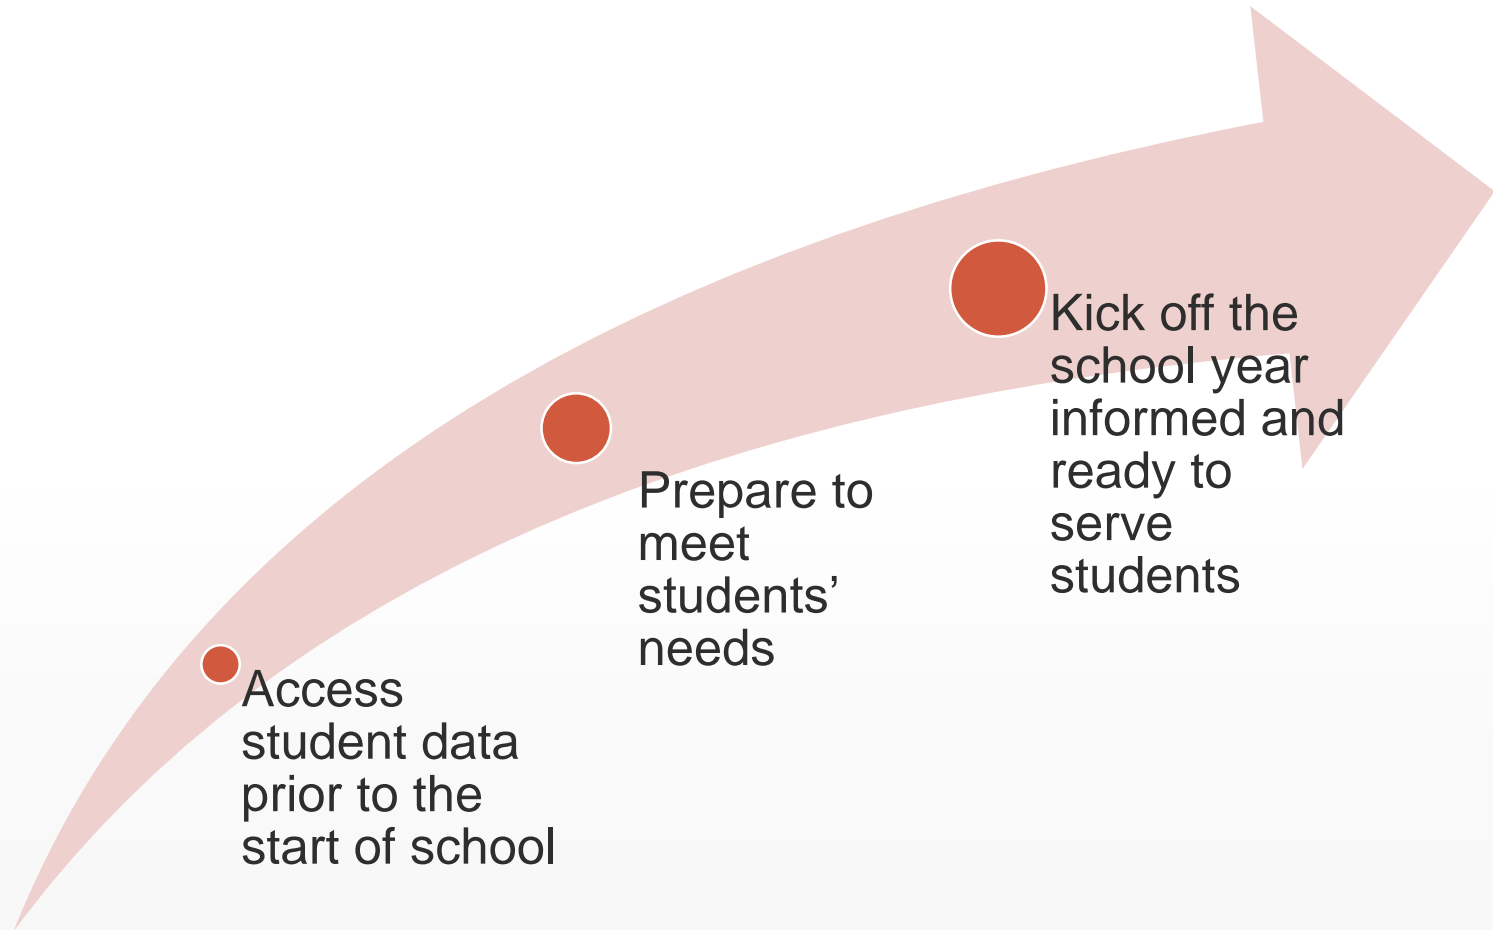 Access
student data
prior to the
start of school
Prepare to
meet
students’
needs
Kick off the
school year
informed and
ready to
serve
students